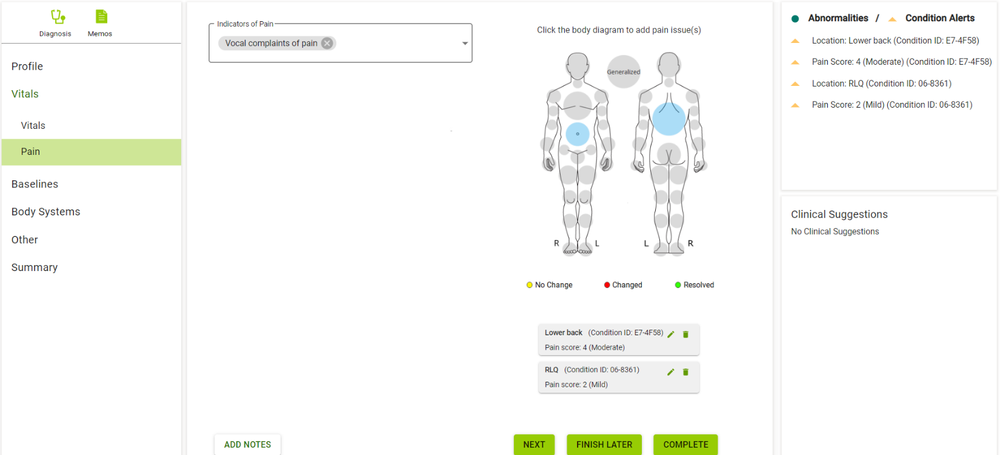 Diagnosis
Memos
Profile
Vitals
Vitals
Pain
Baselines
Body Systems
Other
Summary
Indicators of Pain
Vocal complaints of pain
Click the body diagram to add pain issue(s)
Generalized
R L L R
No Change Changed Resolved
Lower back (Condition ID: E7-4F58)
Pain score: 4 (Moderate)
RLQ (Condition ID: 06-8361)
Pain score: 2 (Mild)
ADD NOTES
NEXT
FINISH LATER
COMPLETE
Abnormalities / Condition Alerts
Location: Lower back (Condition ID: E7-4F58)
Pain Score: 4 (Moderate) (Condition ID: E7-4F58)
Location: RLQ (Condition ID: 06-8361)
Pain Score: 2 (Mild) (Condition ID: 06-8361)
Clinical Suggestions
No Clinical Suggestions